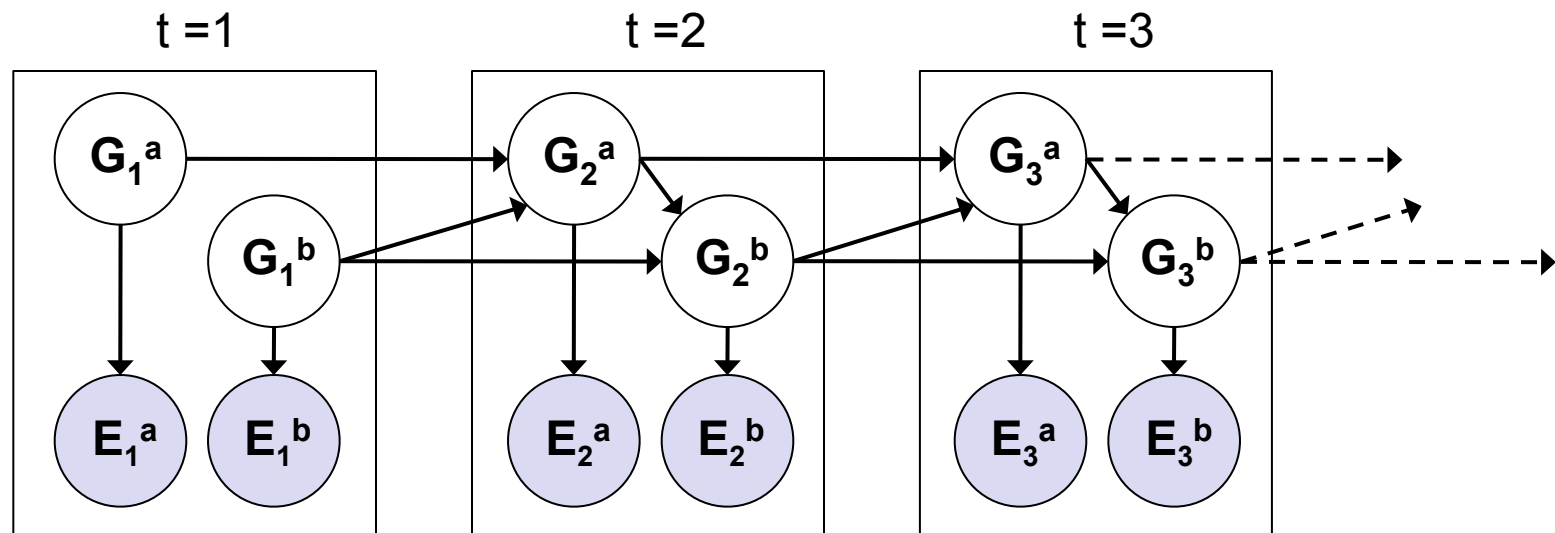 t =1 t =2 t =3
G₁ᵃ G₂ᵃ G₃ᵃ
G₁ᵇ G₂ᵇ G₃ᵇ
E₁ᵃ E₁ᵇ E₂ᵃ E₂ᵇ E₃ᵃ E₃ᵇ